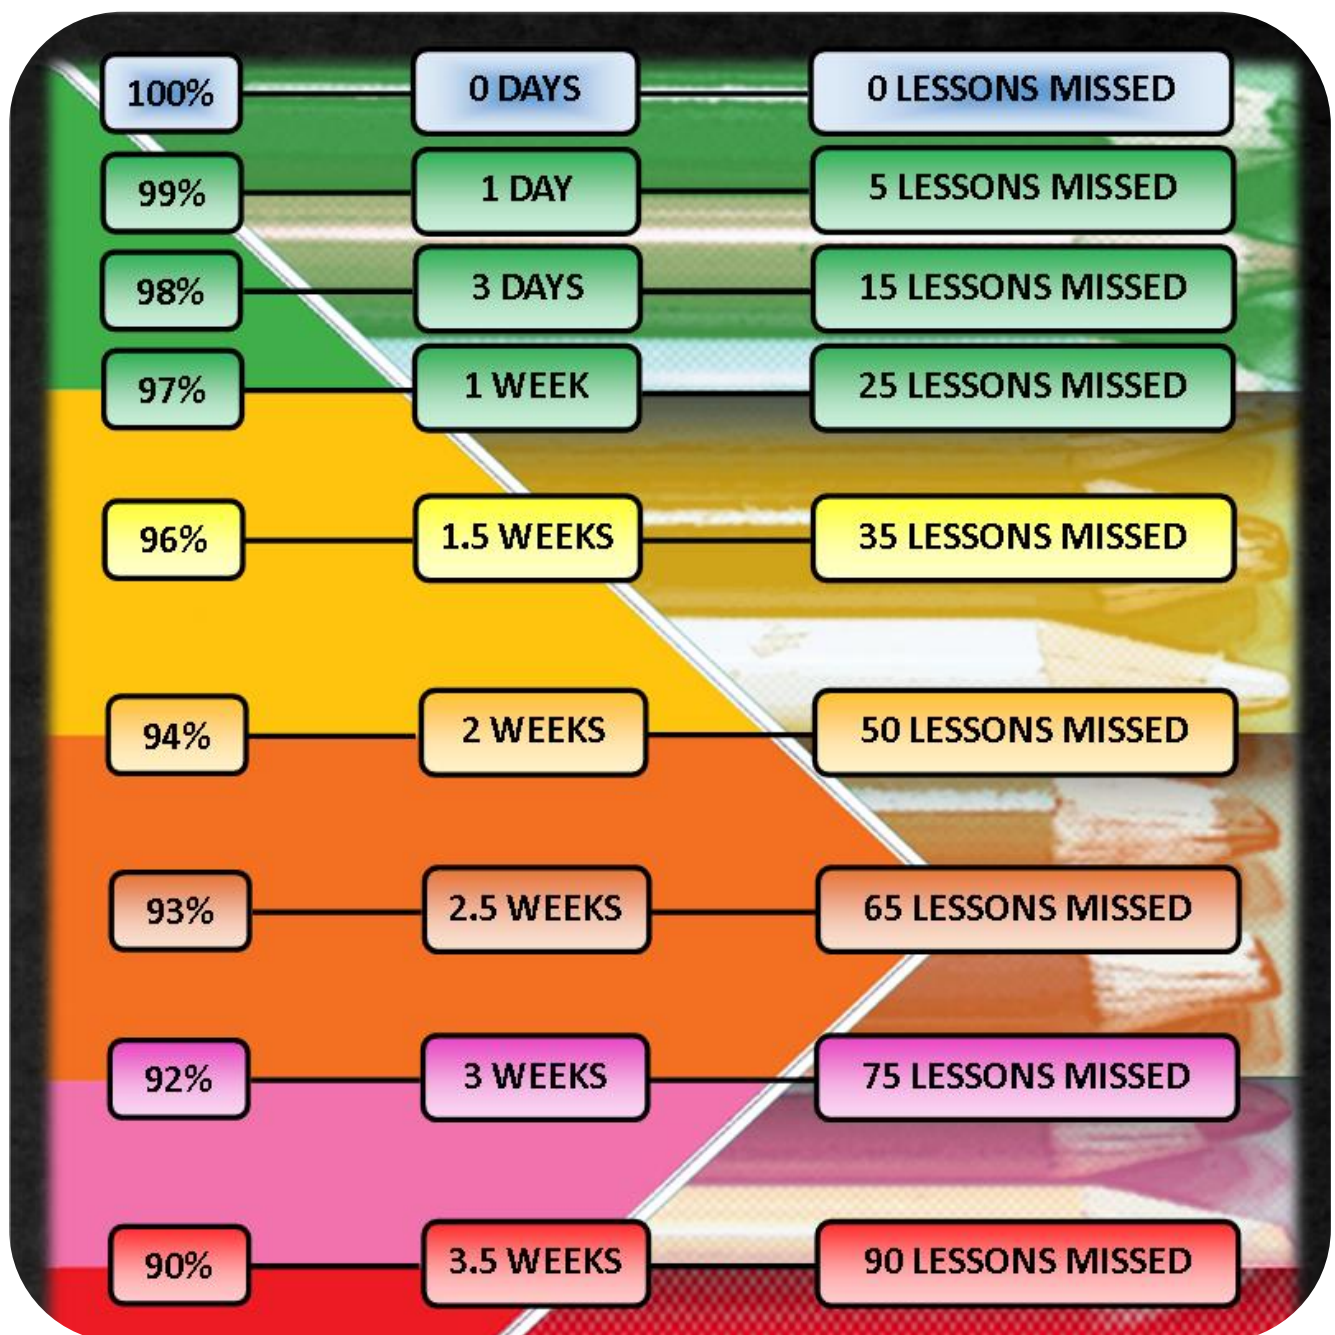 100% 0 DAYS 0 LESSONS MISSED
99% 1 DAY 5 LESSONS MISSED
98% 3 DAYS 15 LESSONS MISSED
97% 1 WEEK 25 LESSONS MISSED
96% 1.5 WEEKS 35 LESSONS MISSED
94% 2 WEEKS 50 LESSONS MISSED
93% 2.5 WEEKS 65 LESSONS MISSED
92% 3 WEEKS 75 LESSONS MISSED
90% 3.5 WEEKS 90 LESSONS MISSED